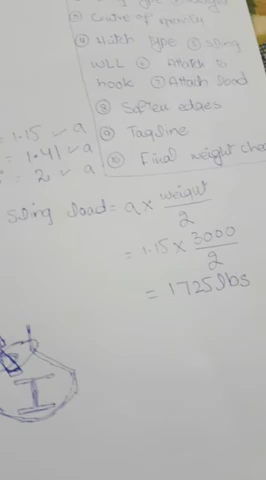 ② Centre of gravity
④ Hitch Type ⑤ Sling
WLL ⑥ Attach to
hook ⑦ Attach load
⑧ Soften edges
⑨ Tagline
⑩ Final weight chec
= 1.15 ✓ a
= 1.41 ✓ a
= 2 ✓ a
Sling load = a × weight/2
= 1.15 × 3000/2
= 1725 lbs